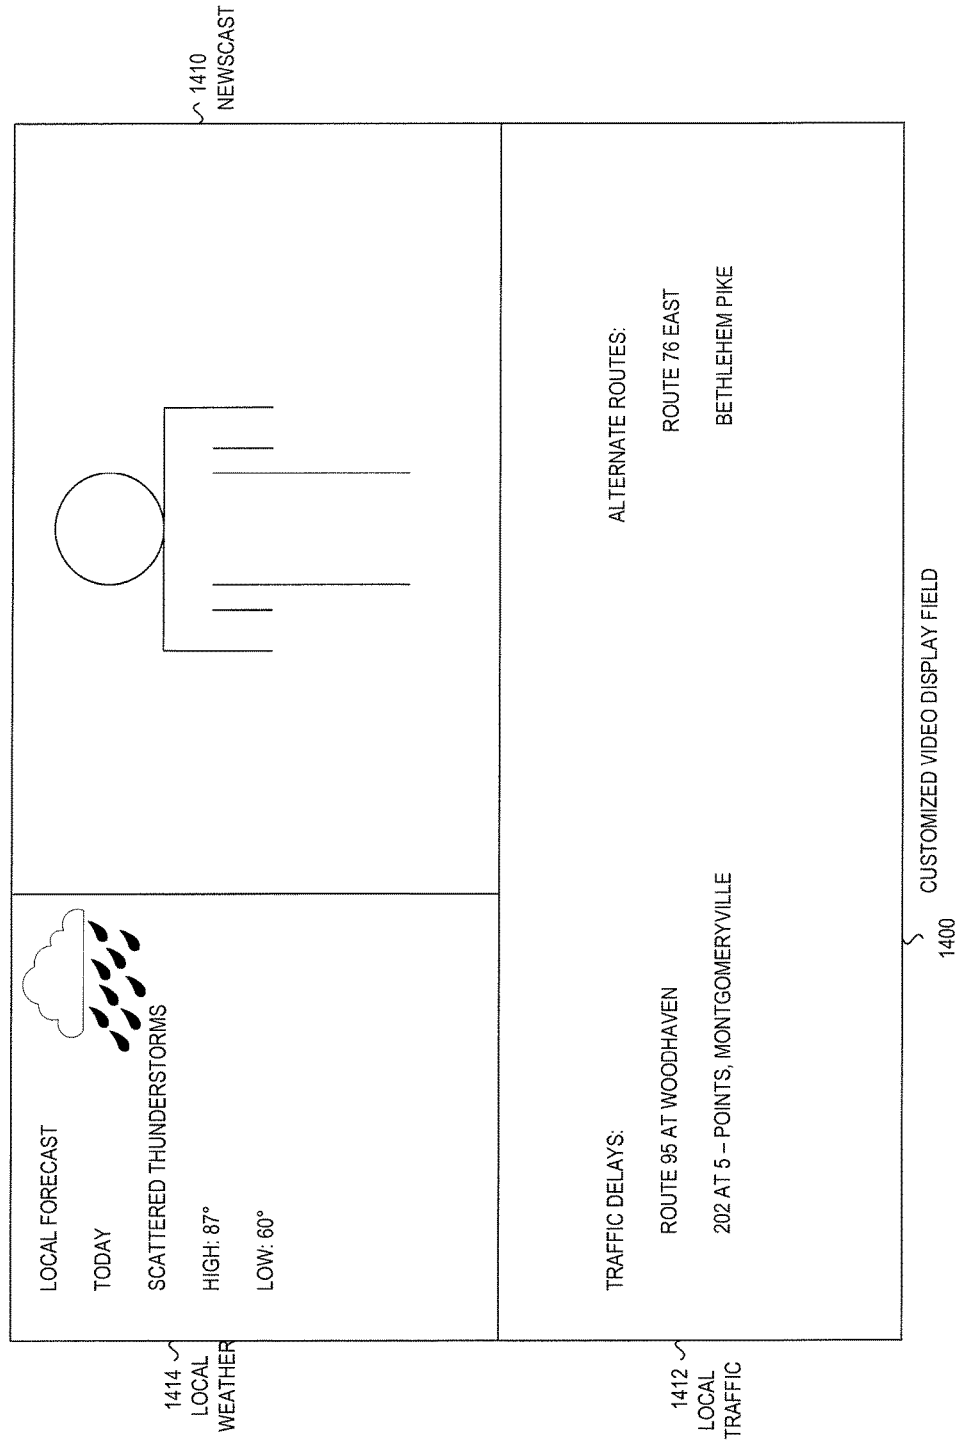 1414
LOCAL
WEATHER
LOCAL FORECAST
TODAY
SCATTERED THUNDERSTORMS
HIGH: 87°
LOW: 60°
1410
NEWSCAST
1412
LOCAL
TRAFFIC
TRAFFIC DELAYS:
ROUTE 95 AT WOODHAVEN
202 AT 5 – POINTS, MONTGOMERYVILLE
ALTERNATE ROUTES:
ROUTE 76 EAST
BETHLEHEM PIKE
1400
CUSTOMIZED VIDEO DISPLAY FIELD